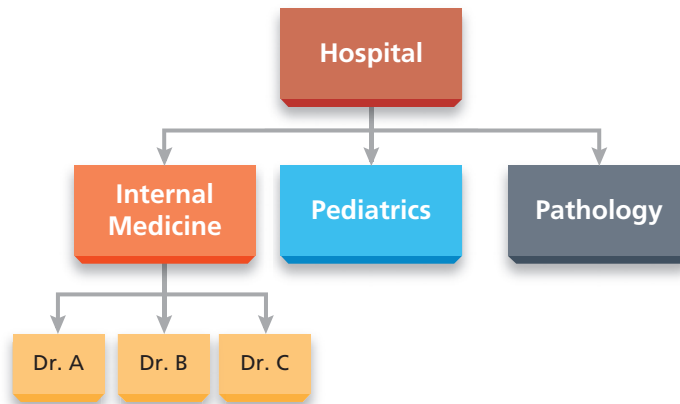 Hospital
Internal
Medicine
Pediatrics
Pathology
Dr. A
Dr. B
Dr. C